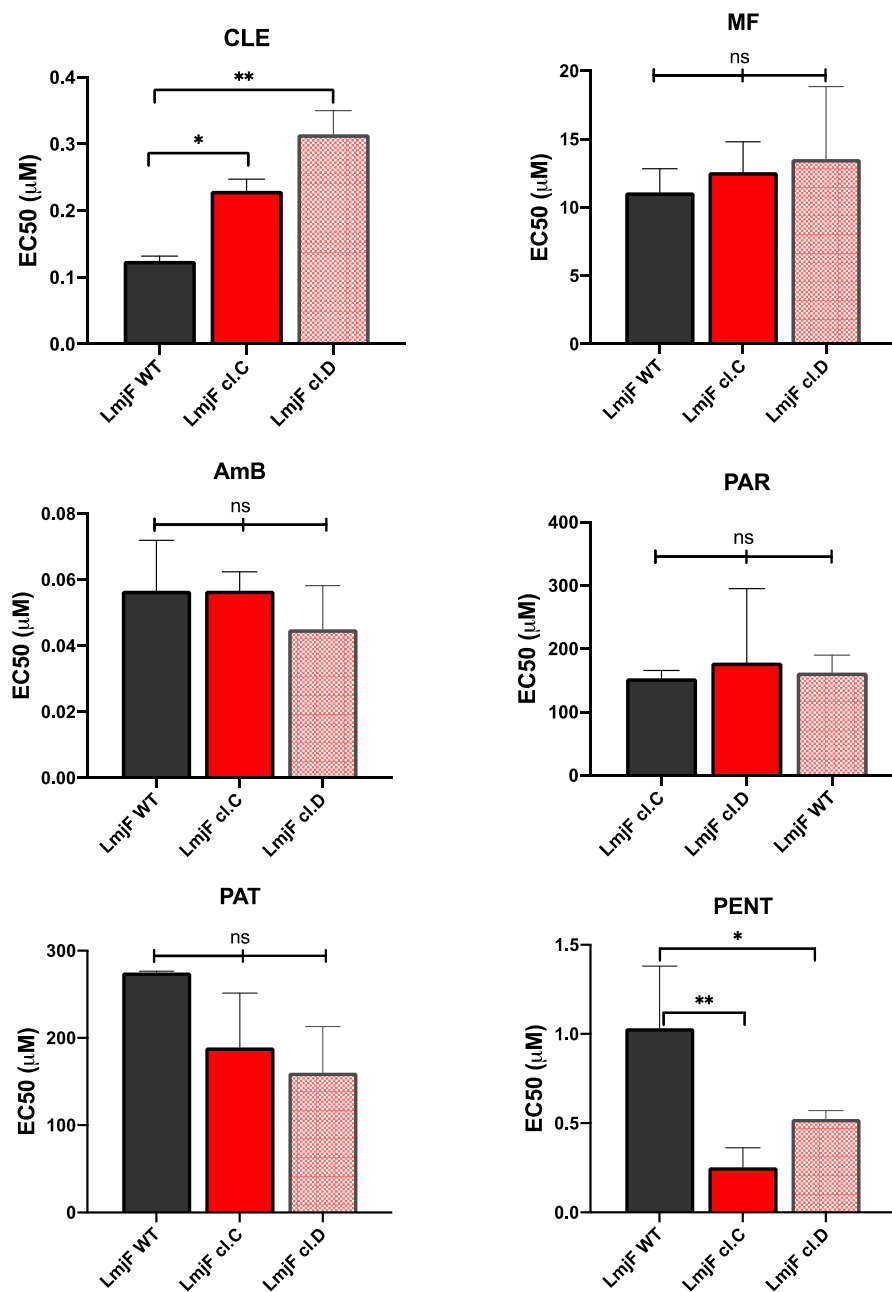 CLE
EC50 (μM)
0.4
0.3
0.2
0.1
0.0
**
*
LmjF WT
LmjF cl.C
LmjF cl.D
MF
EC50 (μM)
20
15
10
5
0
ns
LmjF WT
LmjF cl.C
LmjF cl.D
AmB
EC50 (μM)
0.08
0.06
0.04
0.02
0.00
ns
LmjF WT
LmjF cl.C
LmjF cl.D
PAR
EC50 (μM)
400
300
200
100
0
ns
LmjF cl.C
LmjF cl.D
LmjF WT
PAT
EC50 (μM)
300
200
100
0
ns
LmjF WT
LmjF cl.C
LmjF cl.D
PENT
EC50 (μM)
1.5
1.0
0.5
0.0
*
**
LmjF WT
LmjF cl.C
LmjF cl.D